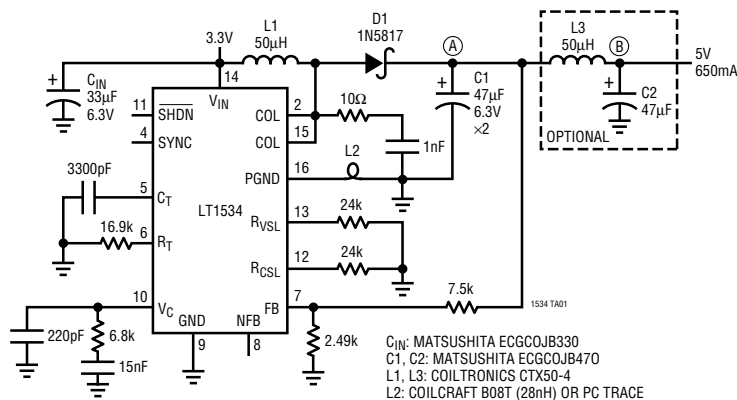 3.3V
L1
50µH
D1
1N5817
A
L3
50µH
B
5V
650mA
+
CIN
33µF
6.3V
14
VIN
11
SHDN
4
SYNC
COL
2
COL
15
10Ω
1nF
+
C1
47µF
6.3V
×2
+
C2
47µF
OPTIONAL
L2
PGND
16
3300pF
5
CT
LT1534
RVSL
13
24k
16.9k
6
RT
RCSL
12
24k
10
VC
FB
7
7.5k
1534 TA01
220pF
6.8k
15nF
GND
9
NFB
8
2.49k
CIN: MATSUSHITA ECGCOJB330
C1, C2: MATSUSHITA ECGCOJB470
L1, L3: COILTRONICS CTX50-4
L2: COILCRAFT B08T (28nH) OR PC TRACE